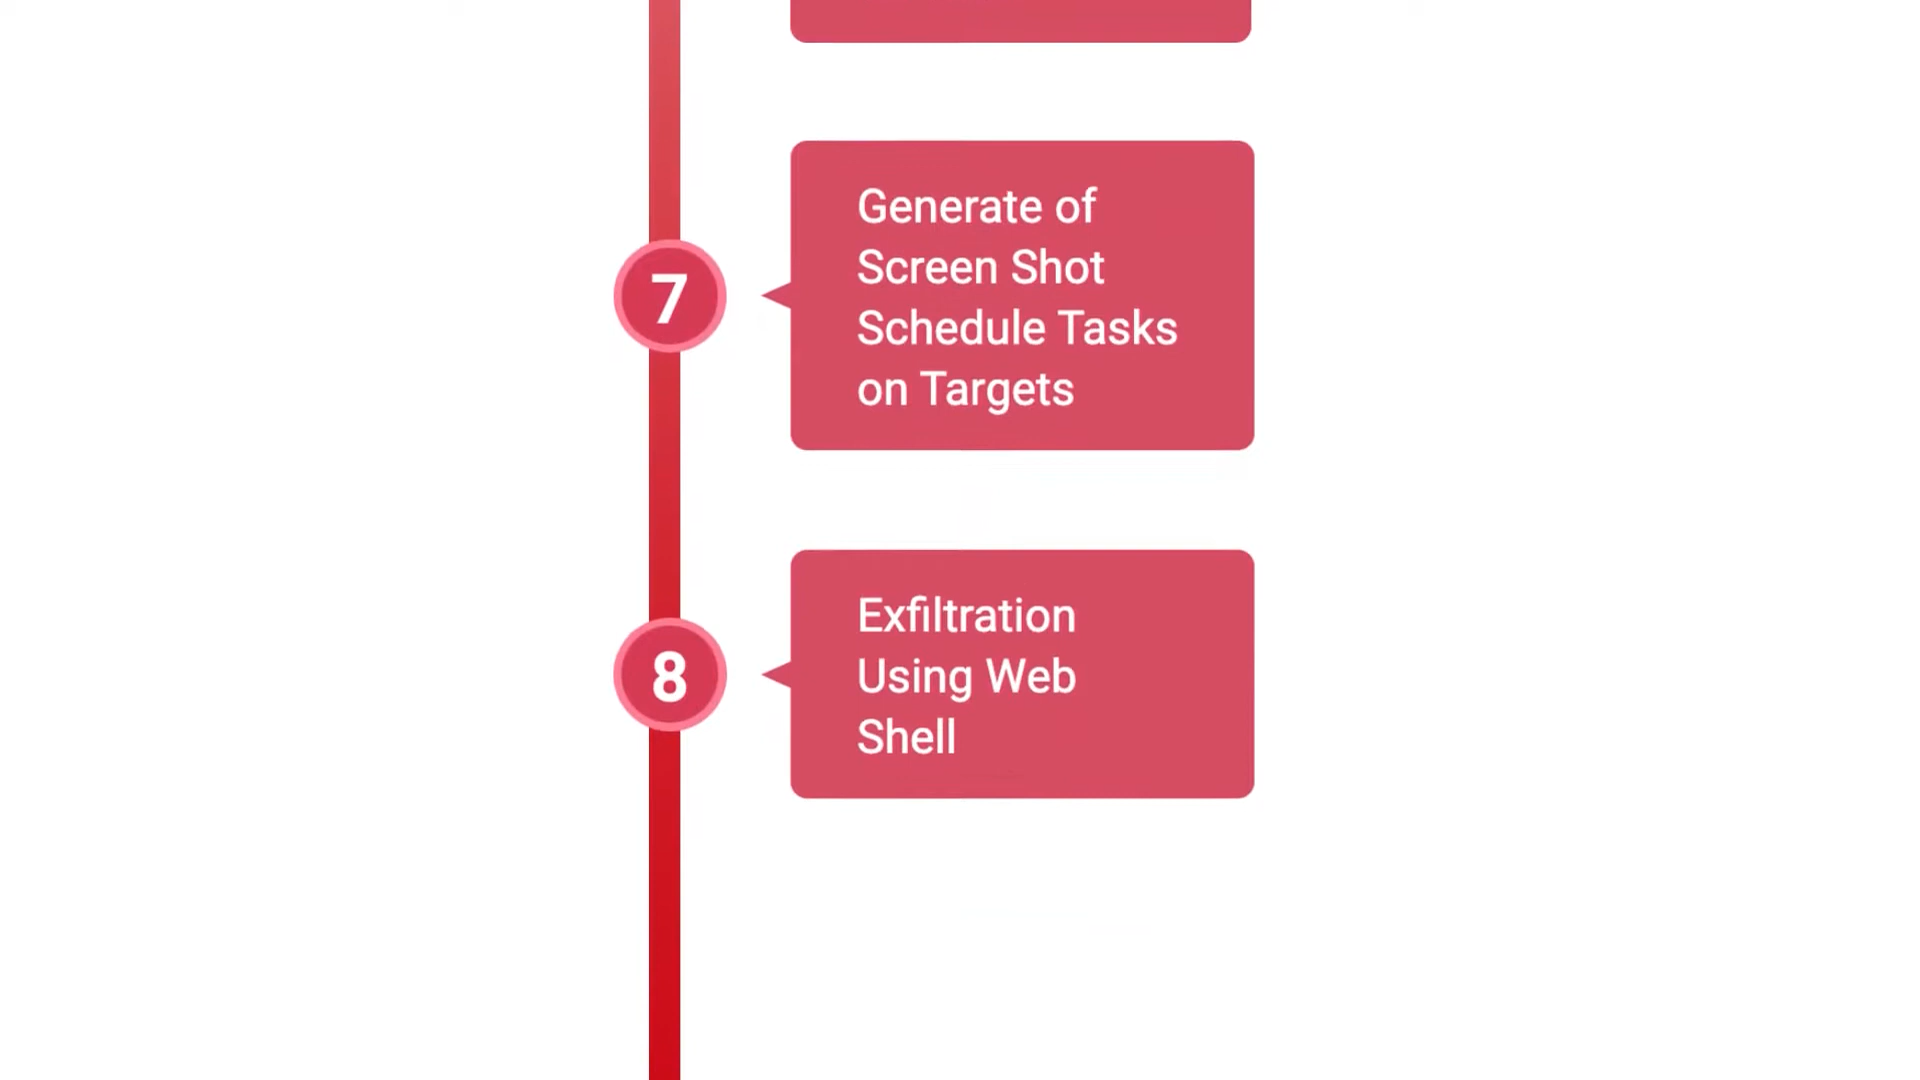 7
Generate of
Screen Shot
Schedule Tasks
on Targets
8
Exfiltration
Using Web
Shell